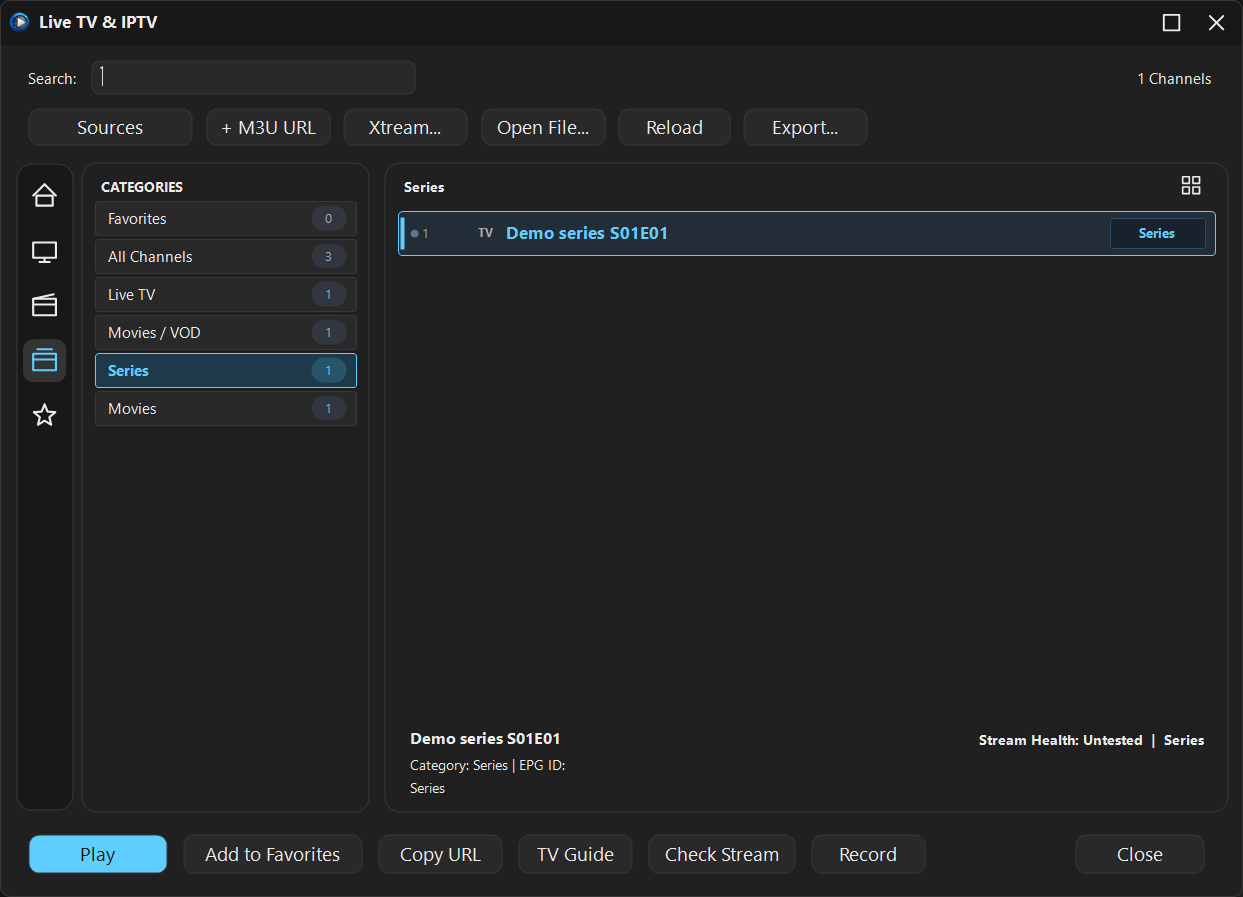 Live TV & IPTV
Search:
1 Channels
Sources
+ M3U URL
Xtream...
Open File...
Reload
Export...
CATEGORIES
Favorites 0
All Channels 3
Live TV 1
Movies / VOD 1
Series 1
Movies 1
Series
1 TV Demo series S01E01 Series
Demo series S01E01
Category: Series | EPG ID:
Series
Stream Health: Untested | Series
Play
Add to Favorites
Copy URL
TV Guide
Check Stream
Record
Close